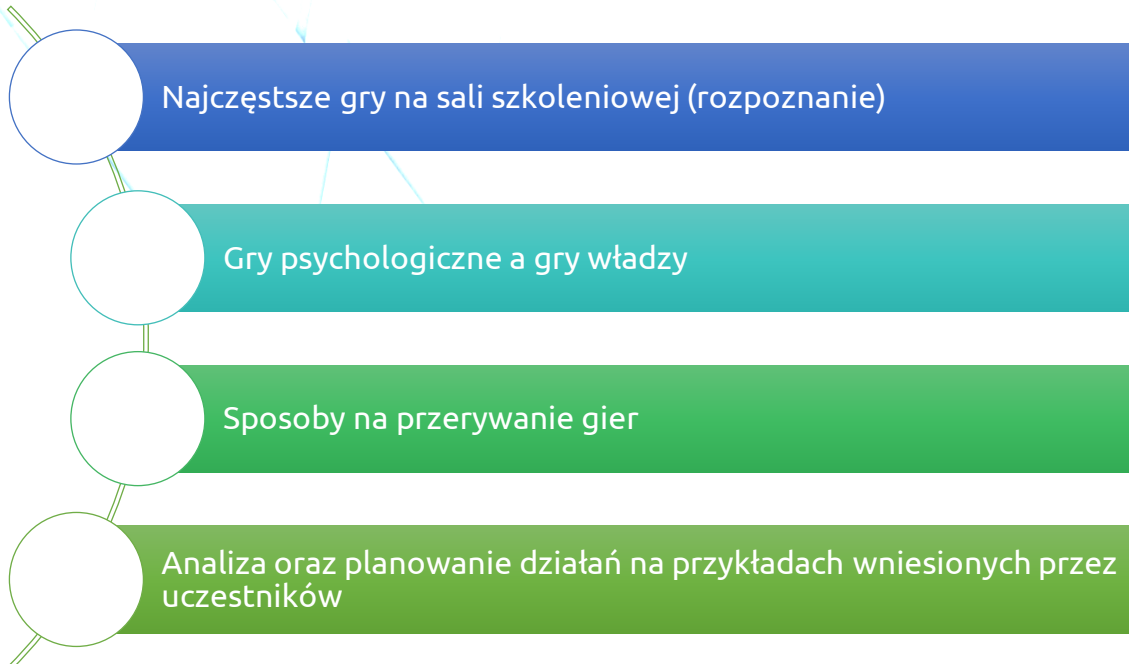 Najczęstsze gry na sali szkoleniowej (rozpoznanie)
Gry psychologiczne a gry władzy
Sposoby na przerywanie gier
Analiza oraz planowanie działań na przykładach wniesionych przez
uczestników